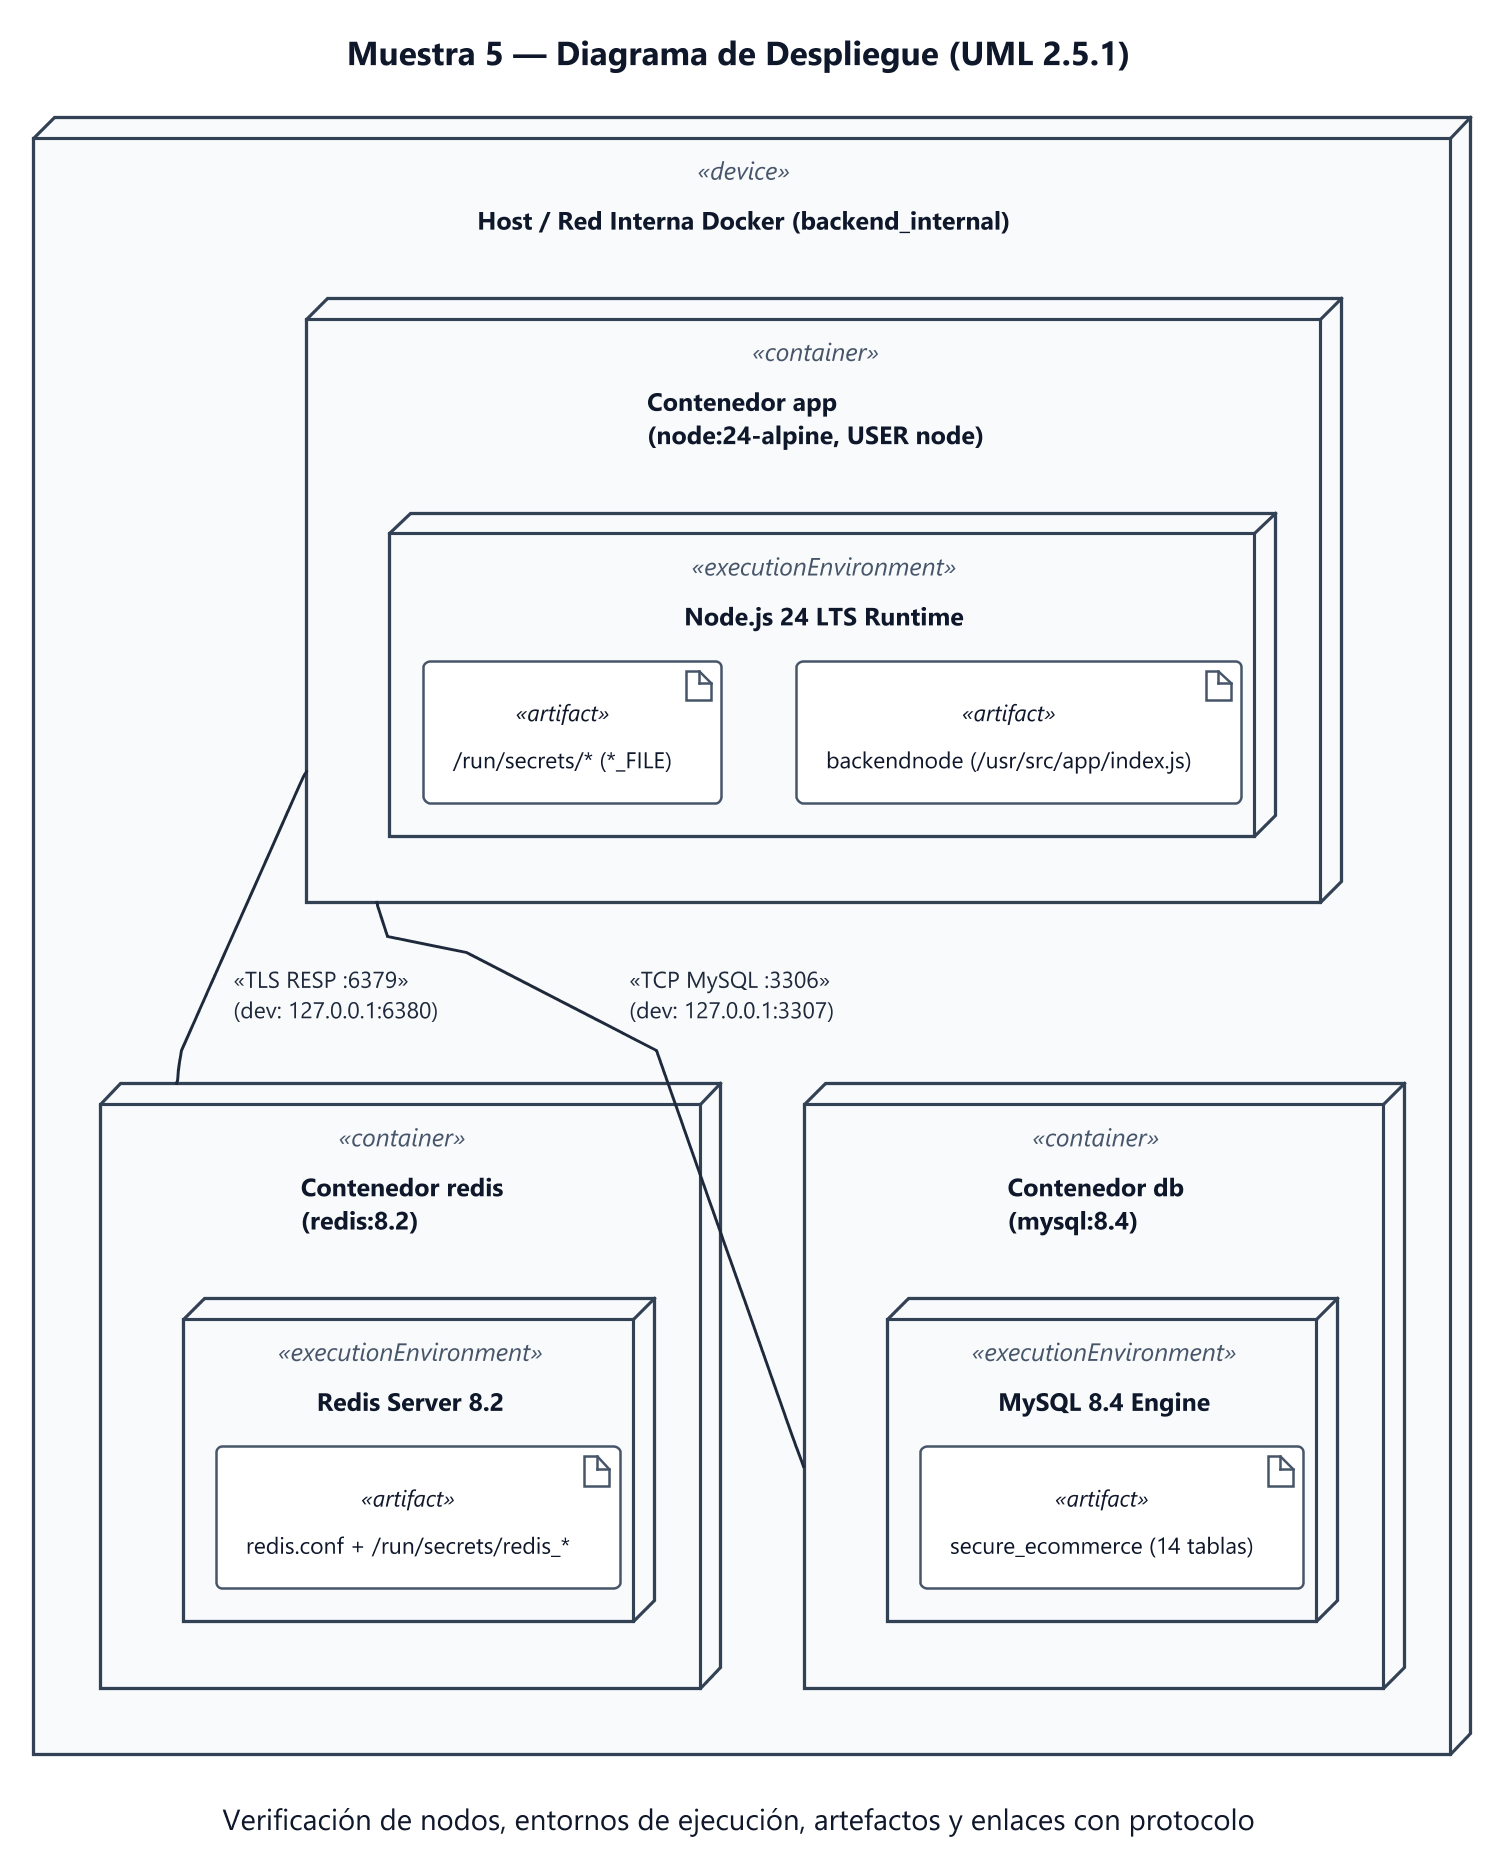 Muestra 5 — Diagrama de Despliegue (UML 2.5.1)
«device»
Host / Red Interna Docker (backend_internal)
«container»
Contenedor app
(node:24-alpine, USER node)
«executionEnvironment»
Node.js 24 LTS Runtime
«artifact»
/run/secrets/* (*_FILE)
«artifact»
backendnode (/usr/src/app/index.js)
«TLS RESP :6379»
(dev: 127.0.0.1:6380)
«TCP MySQL :3306»
(dev: 127.0.0.1:3307)
«container»
Contenedor redis
(redis:8.2)
«executionEnvironment»
Redis Server 8.2
«artifact»
redis.conf + /run/secrets/redis_*
«container»
Contenedor db
(mysql:8.4)
«executionEnvironment»
MySQL 8.4 Engine
«artifact»
secure_ecommerce (14 tablas)
Verificación de nodos, entornos de ejecución, artefactos y enlaces con protocolo